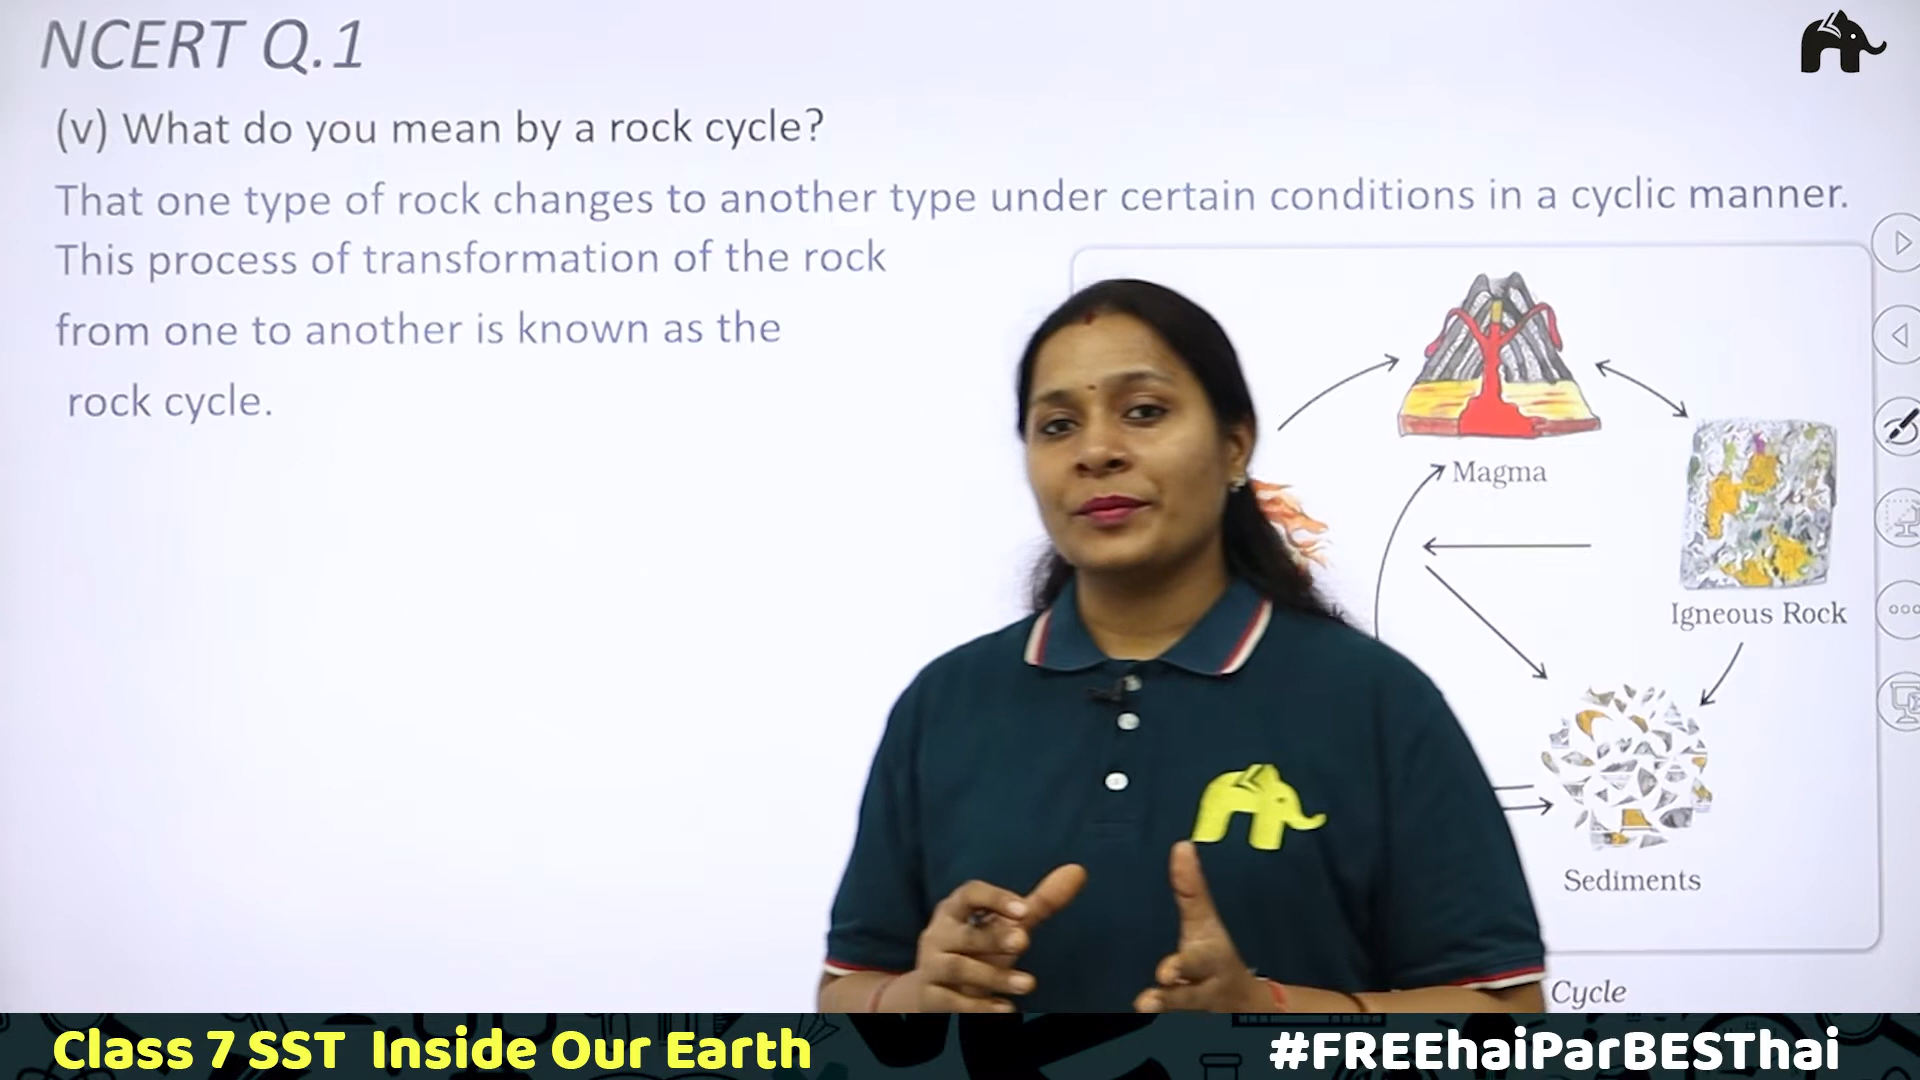 NCERT Q.1
(v) What do you mean by a rock cycle?
That one type of rock changes to another type under certain conditions in a cyclic manner.
This process of transformation of the rock
from one to another is known as the
rock cycle.
Magma
Igneous Rock
Sediments
Cycle
Class 7 SST Inside Our Earth
#FREEhaiParBESThai